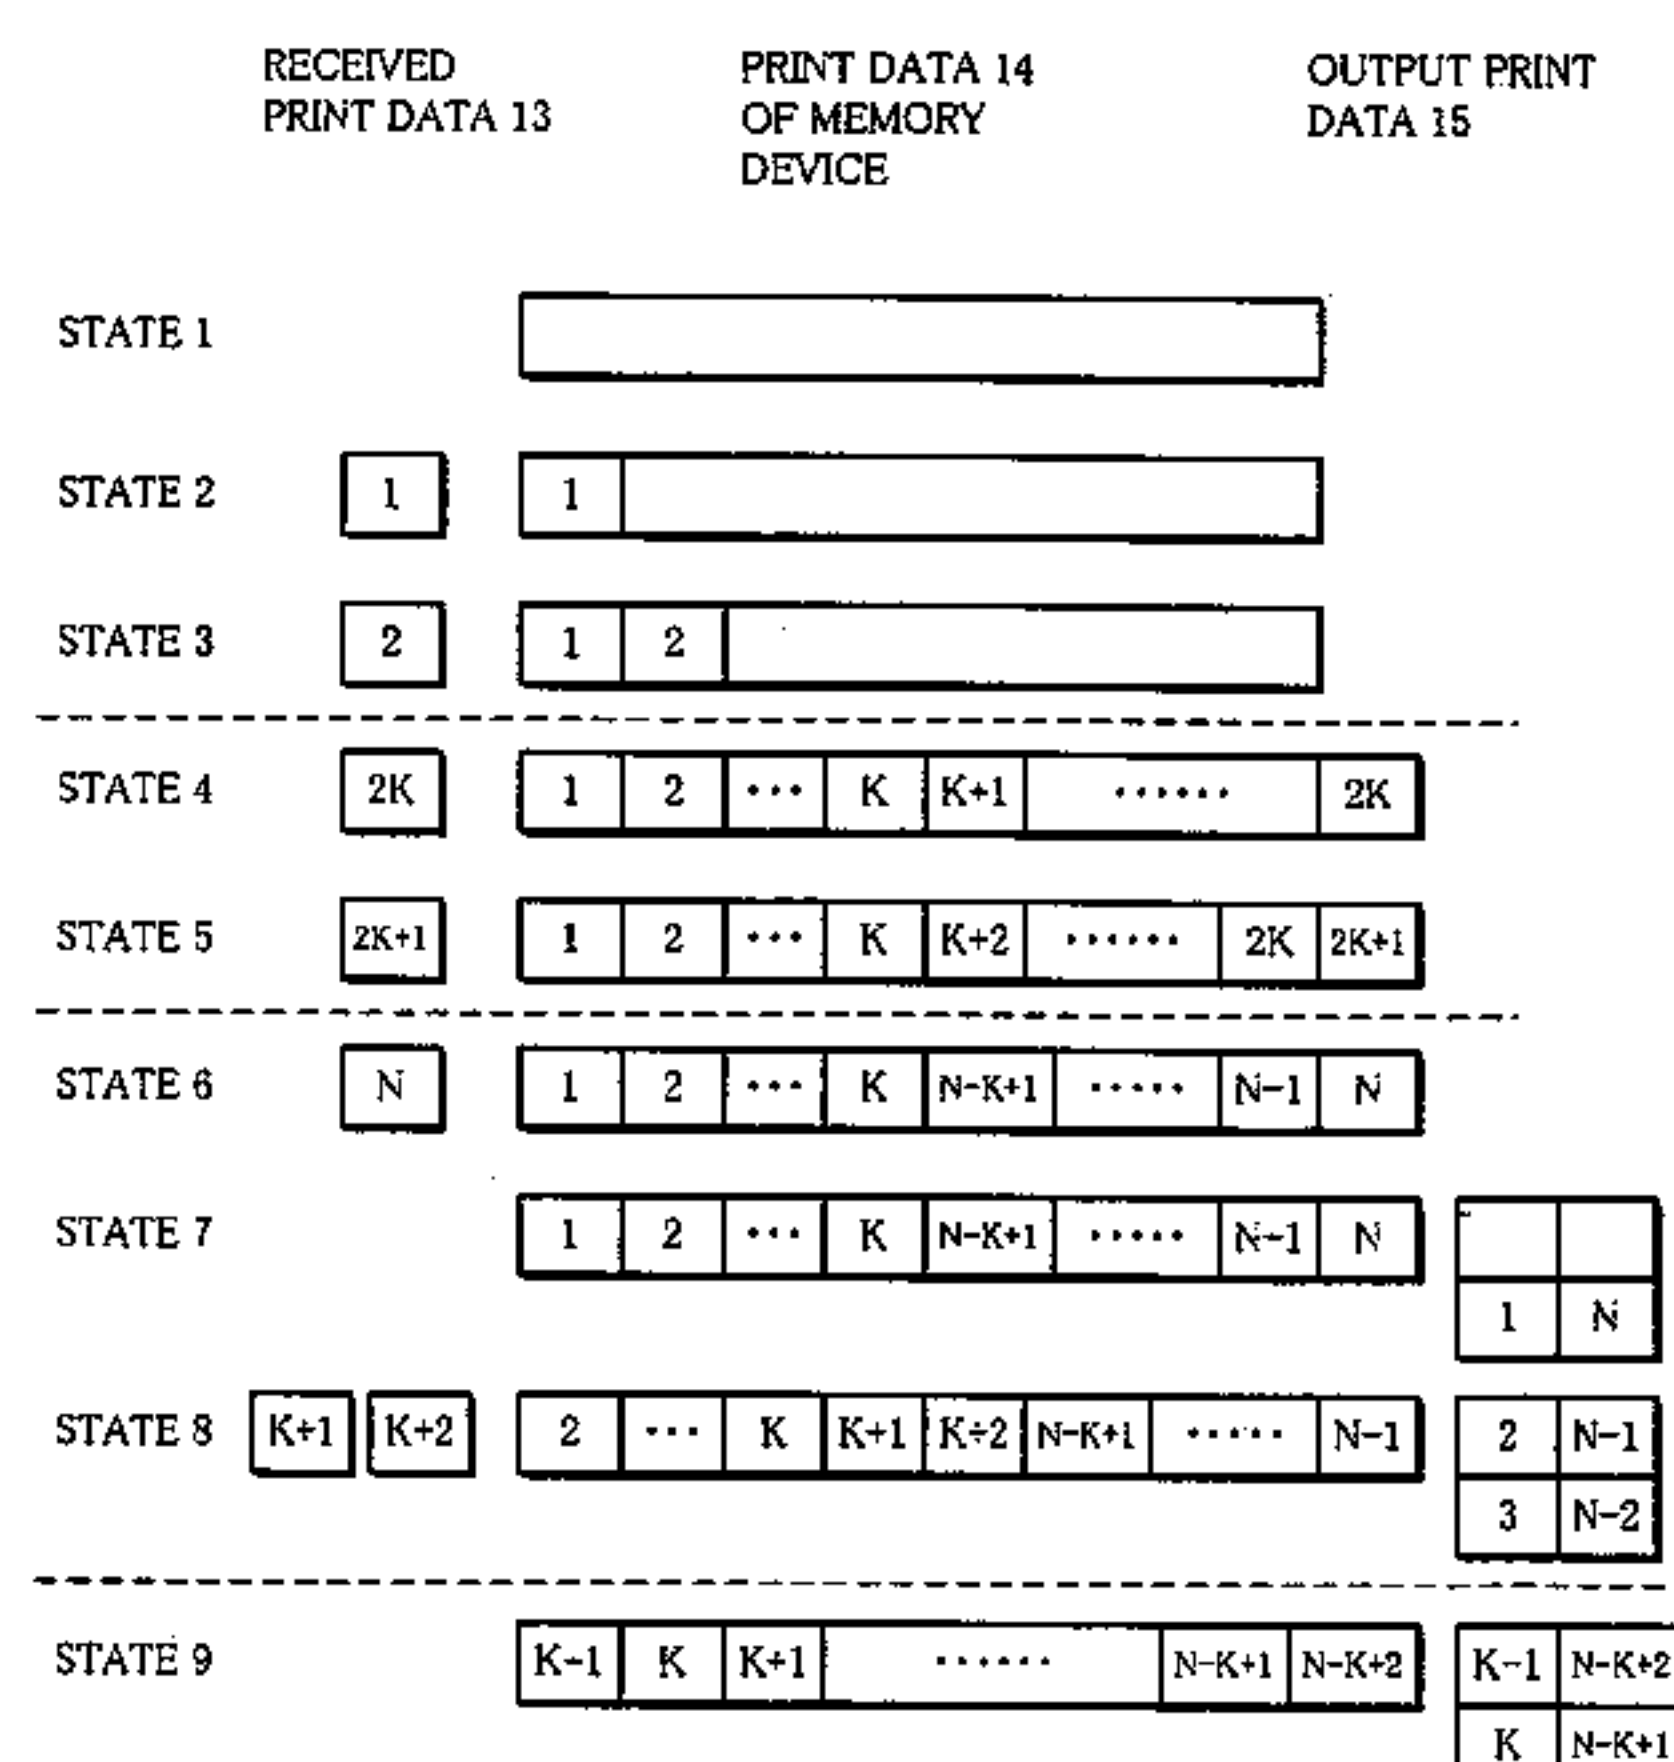 RECEIVED
PRINT DATA 13
PRINT DATA 14
OF MEMORY
DEVICE
OUTPUT PRINT
DATA 15
STATE 1
STATE 2 1 1
STATE 3 2 1 2
STATE 4 2K 1 2 ... K K+1 ...... 2K
STATE 5 2K+1 1 2 ... K K+2 ...... 2K 2K+1
STATE 6 N 1 2 ... K N-K+1 ..... N-1 N
STATE 7 1 2 ... K N-K+1 ..... N-1 N
1 N
STATE 8 K+1 K+2 2 ... K K+1 K+2 N-K+1 ..... N-1 2 N-1
3 N-2
STATE 9 K-1 K K+1 ...... N-K+1 N-K+2 K-1 N-K+2
K N-K+1